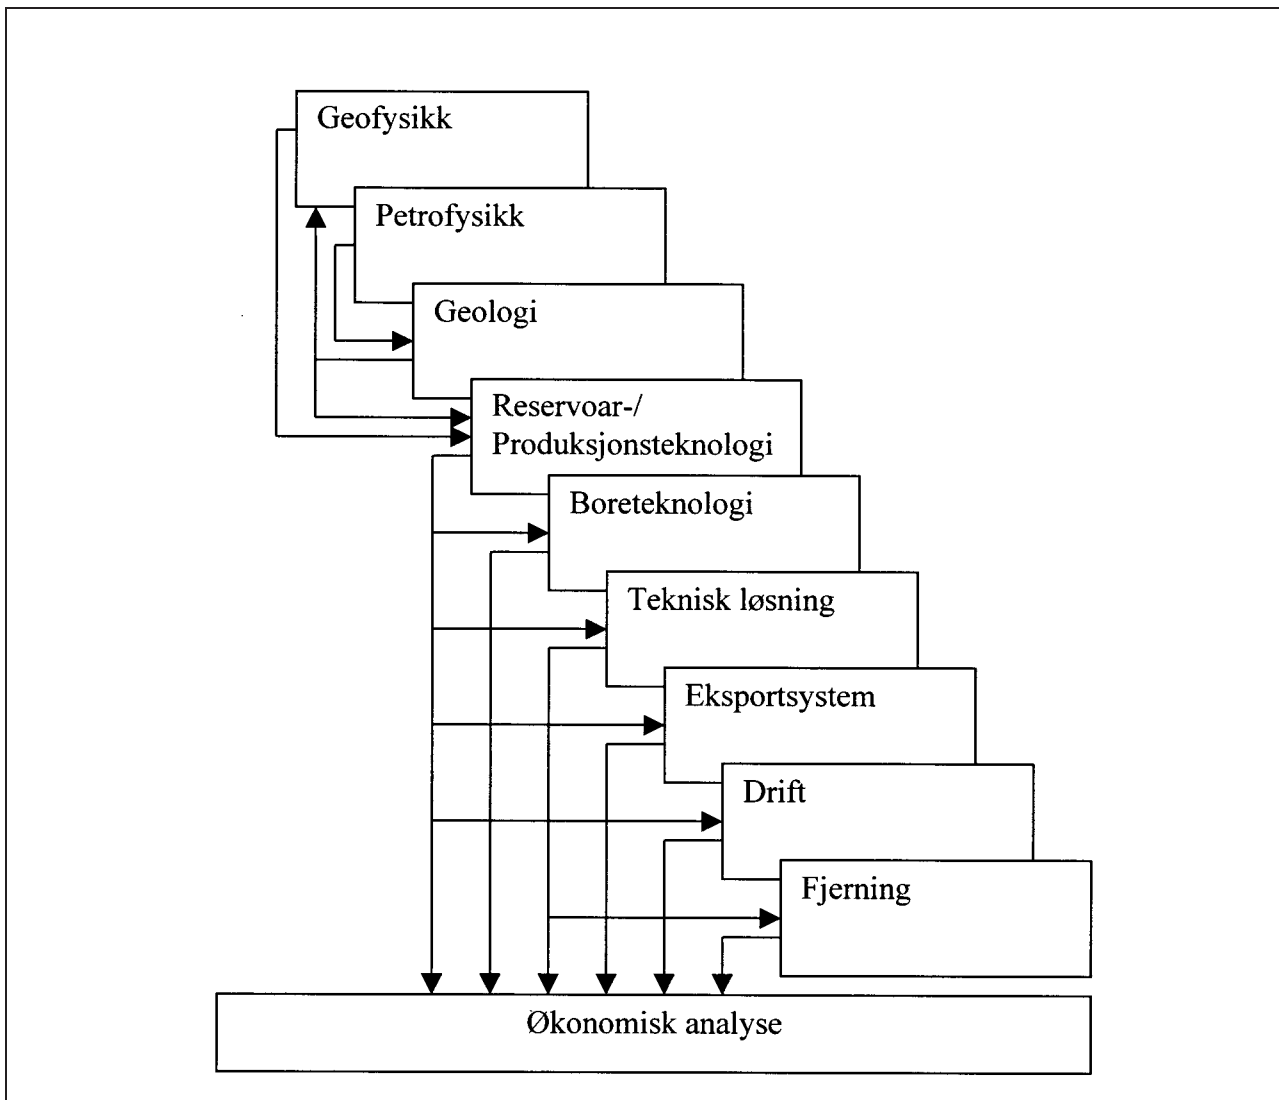 Geofysikk
Petrofysikk
Geologi
Reservoar-/
Produksjonsteknologi
Boreteknologi
Teknisk løsning
Eksportsystem
Drift
Fjerning
Økonomisk analyse